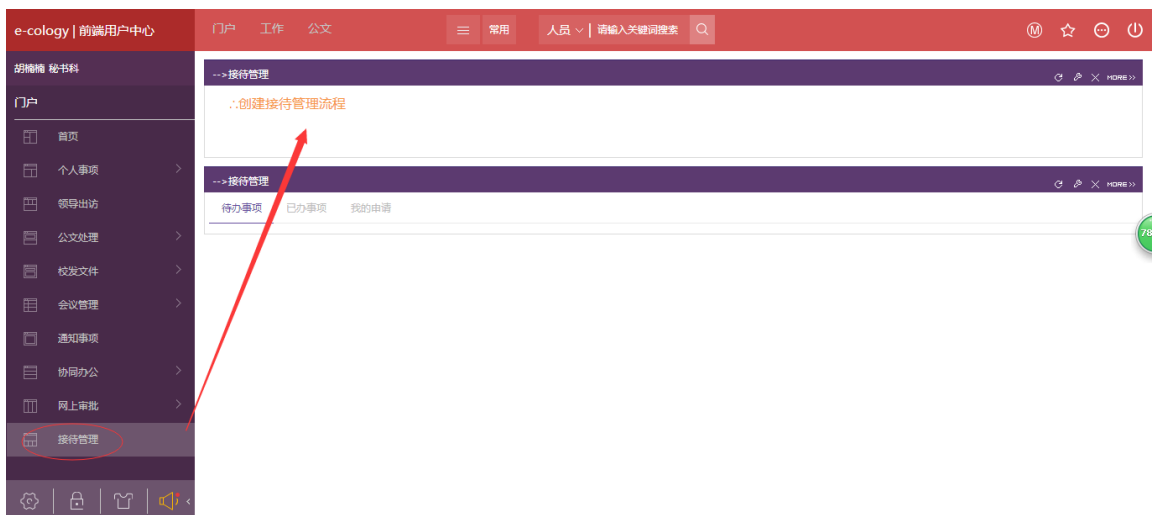 e-cology | 前端用户中心
门户 工作 公文 常用 人员 请输入关键词搜索 M
胡楠楠 秘书科
门户
首页
个人事项
领导出访
公文处理
校发文件
会议管理
通知事项
协同办公
网上审批
接待管理
-->接待管理 MORE>>
∴创建接待管理流程
-->接待管理 MORE>>
待办事项 已办事项 我的申请
78